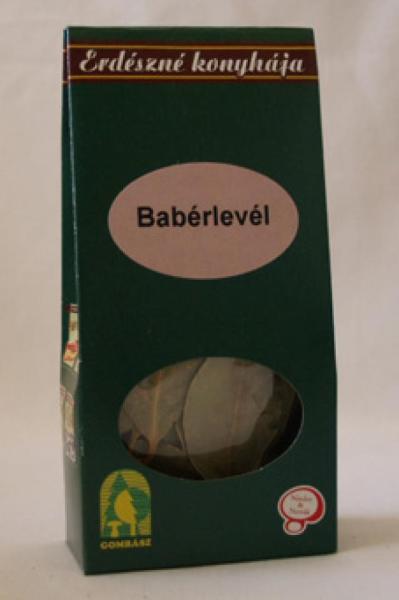 Erdészné konyhája
Babérlevél
GOMBÁSZ
&